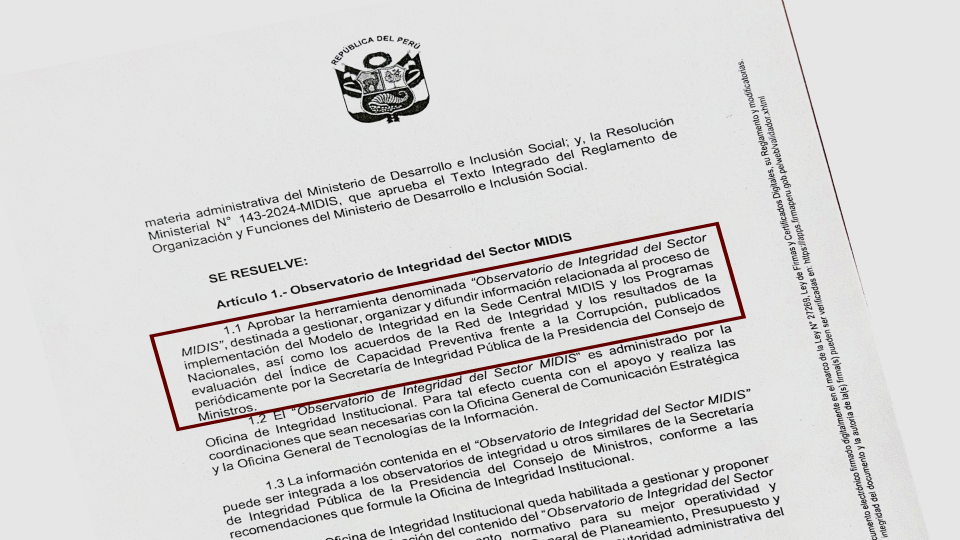 REPÚBLICA DEL PERÚ
materia administrativa del Ministerio de Desarrollo e Inclusión Social; y, la Resolución
Ministerial N° 143-2024-MIDIS, que aprueba el Texto Integrado del Reglamento de
Organización y Funciones del Ministerio de Desarrollo e Inclusión Social.
SE RESUELVE:
Artículo 1.- Observatorio de Integridad del Sector MIDIS
1.1 Aprobar la herramienta denominada "Observatorio de Integridad del Sector
MIDIS", destinada a gestionar, organizar y difundir información relacionada al proceso de
implementación del Modelo de Integridad en la Sede Central MIDIS y los Programas
Nacionales, así como los acuerdos de la Red de Integridad y los resultados de la
evaluación del Índice de Capacidad Preventiva frente a la Corrupción, publicados
periódicamente por la Secretaría de Integridad Pública de la Presidencia del Consejo de
Ministros.
1.2 El "Observatorio de Integridad del Sector MIDIS" es administrado por la
Oficina de Integridad Institucional. Para tal efecto cuenta con el apoyo y realiza las
coordinaciones que sean necesarias con la Oficina General de Comunicación Estratégica
y la Oficina General de Tecnologías de la Información.
1.3 La información contenida en el "Observatorio de Integridad del Sector MIDIS"
puede ser integrada a los observatorios de integridad u otros similares de la Secretaría
de Integridad Pública de la Presidencia del Consejo de Ministros, conforme a las
recomendaciones que formule la Oficina de Integridad Institucional.
Oficina de Integridad Institucional queda habilitada a gestionar y proponer
del contenido del "Observatorio de Integridad del Sector
normativo para su mejor operatividad y
de Planeamiento, Presupuesto y
autoridad administrativa del
documento electrónico firmado digitalmente en el marco de la Ley N° 27269, Ley de Firmas y Certificados Digitales, su Reglamento y modificatorias.
integridad del documento y la autoría de la(s) firma(s) pueden ser verificadas en: https://apps.firmaperu.gob.pe/web/validador.xhtml